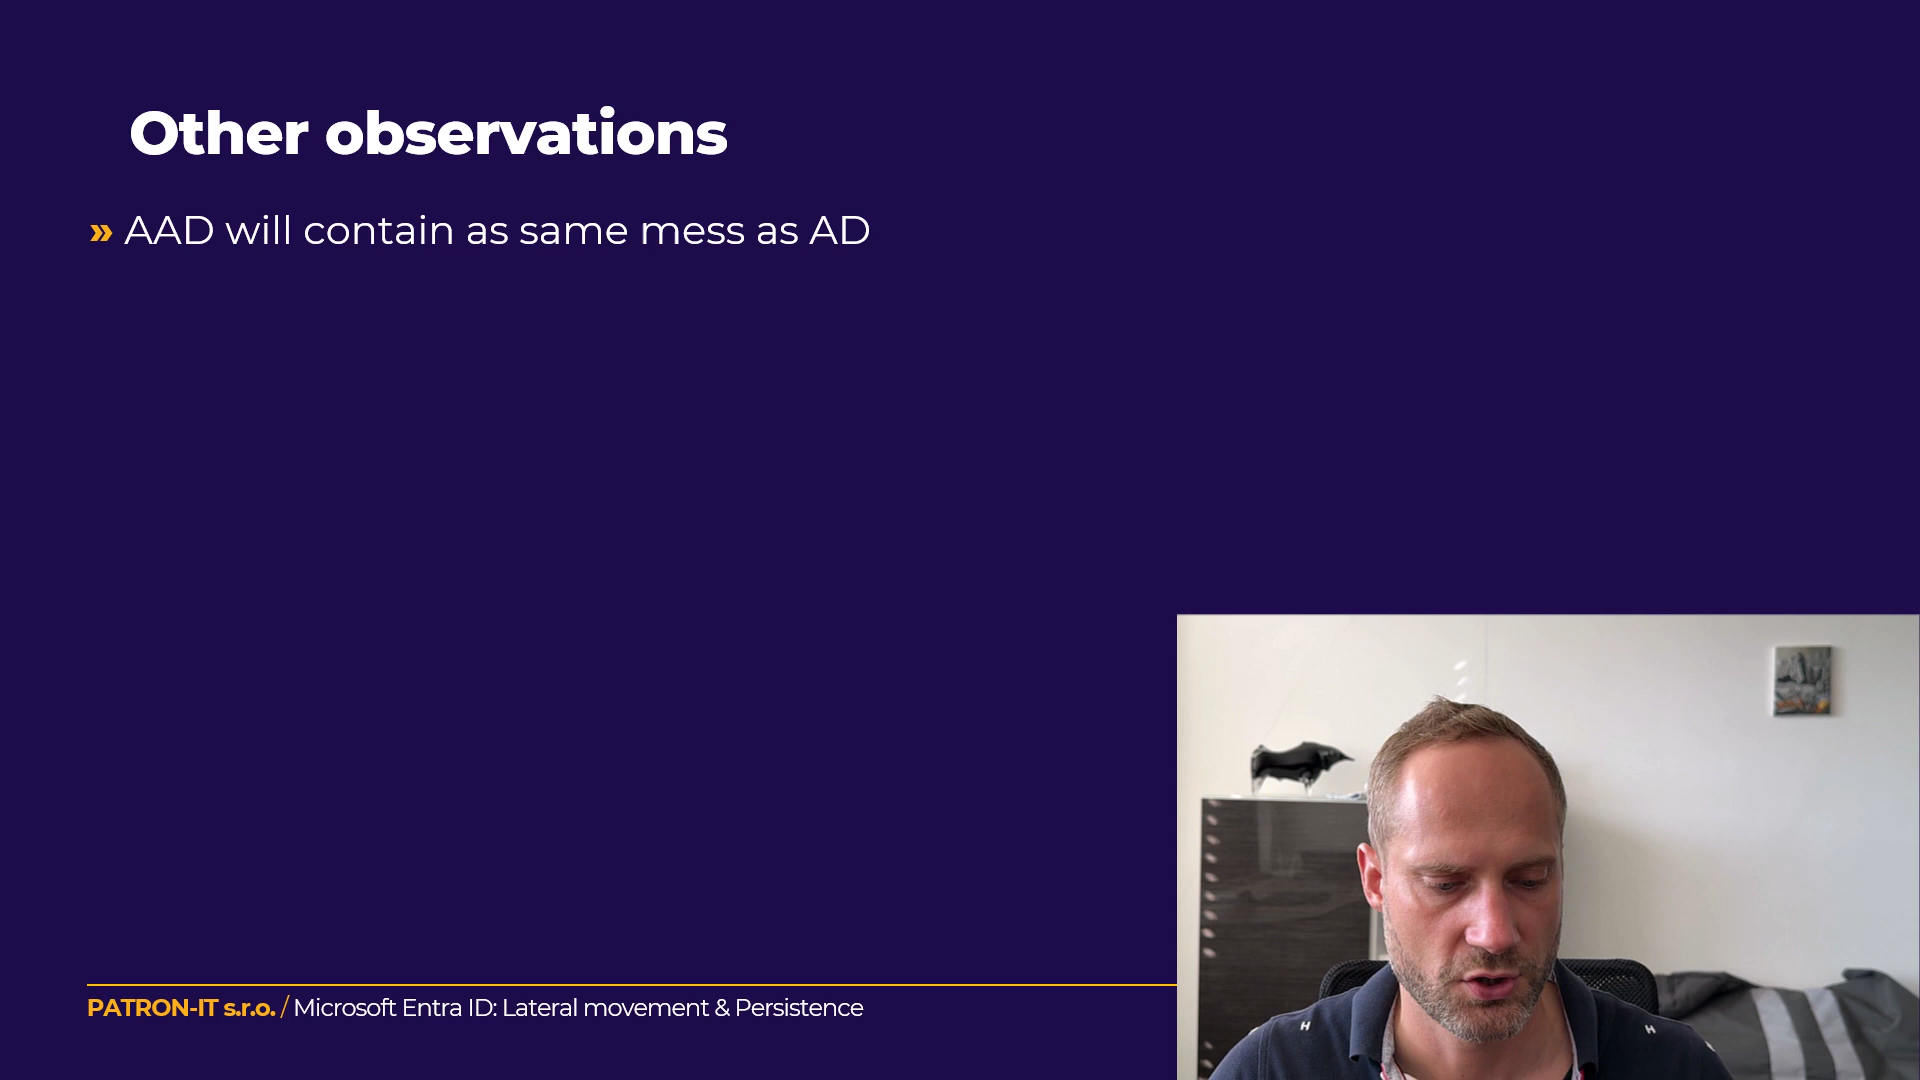 Other observations
» AAD will contain as same mess as AD
PATRON-IT s.r.o. / Microsoft Entra ID: Lateral movement & Persistence
H H